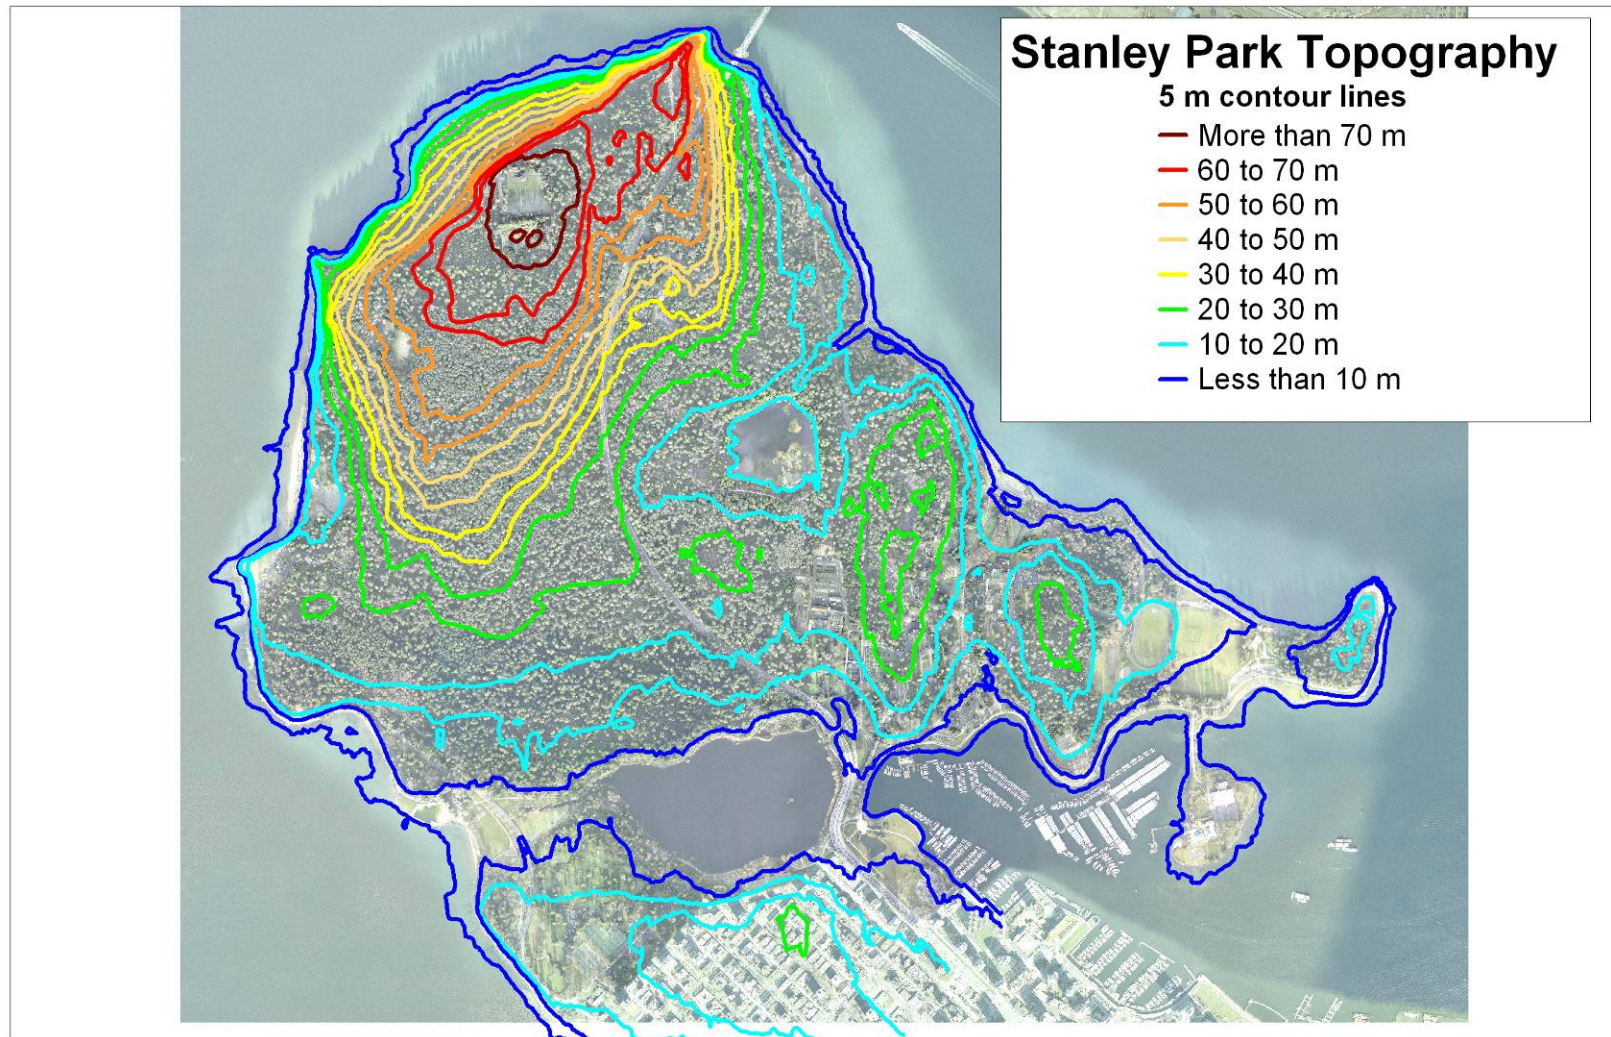 Stanley Park Topography
5 m contour lines
More than 70 m
60 to 70 m
50 to 60 m
40 to 50 m
30 to 40 m
20 to 30 m
10 to 20 m
Less than 10 m